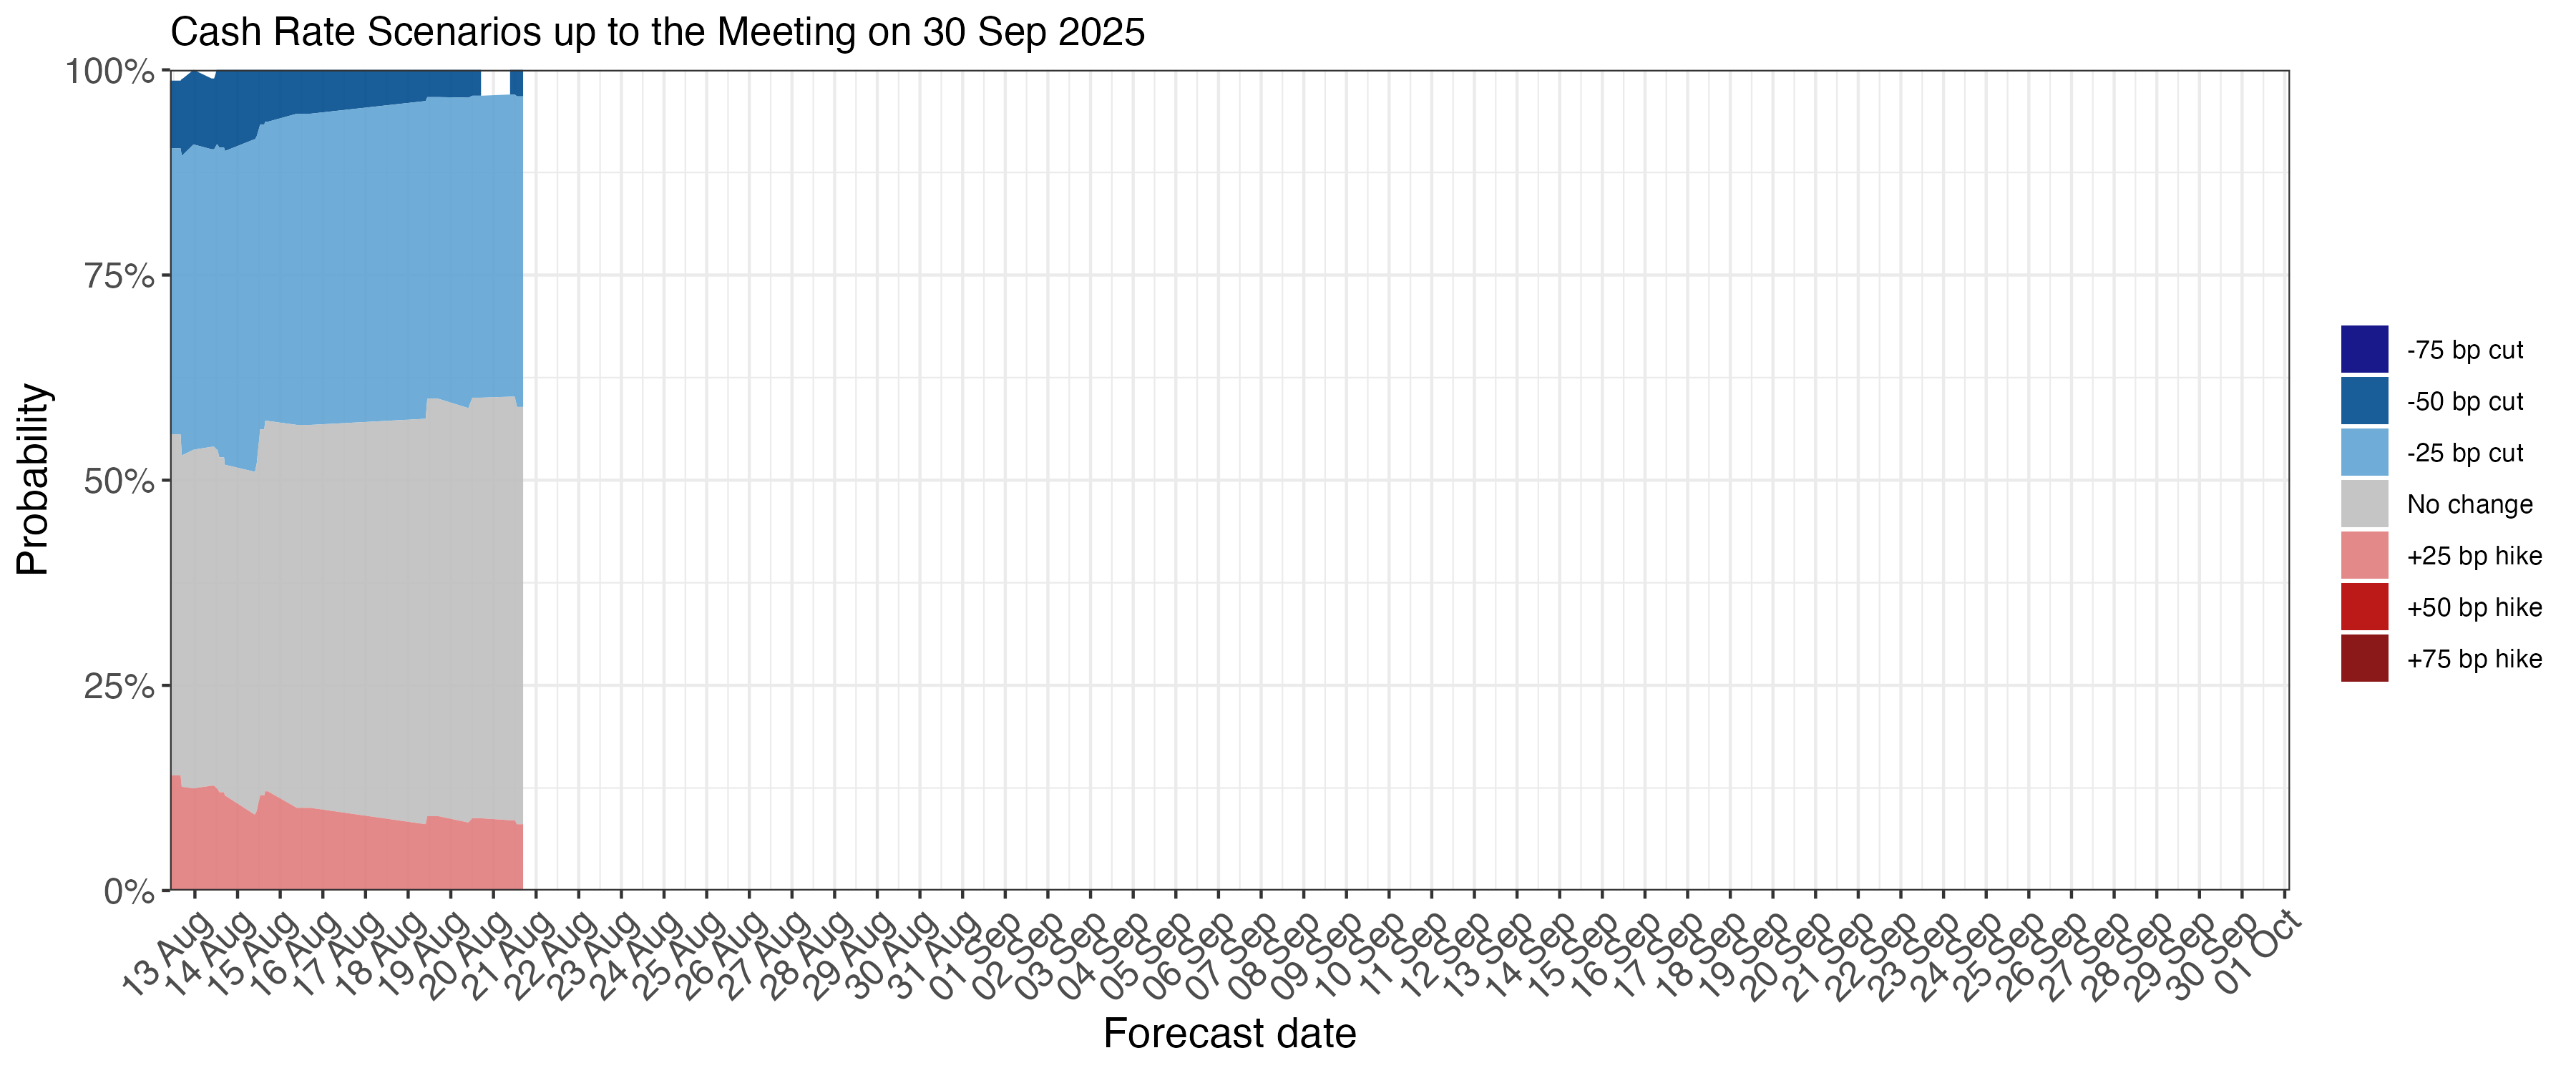 Cash Rate Scenarios up to the Meeting on 30 Sep 2025
100%
75%
50%
25%
0%
Probability
13 Aug
14 Aug
15 Aug
16 Aug
17 Aug
18 Aug
19 Aug
20 Aug
21 Aug
22 Aug
23 Aug
24 Aug
25 Aug
26 Aug
27 Aug
28 Aug
29 Aug
30 Aug
31 Aug
01 Sep
02 Sep
03 Sep
04 Sep
05 Sep
06 Sep
07 Sep
08 Sep
09 Sep
10 Sep
11 Sep
12 Sep
13 Sep
14 Sep
15 Sep
16 Sep
17 Sep
18 Sep
19 Sep
20 Sep
21 Sep
22 Sep
23 Sep
24 Sep
25 Sep
26 Sep
27 Sep
28 Sep
29 Sep
30 Sep
01 Oct
Forecast date
-75 bp cut
-50 bp cut
-25 bp cut
No change
+25 bp hike
+50 bp hike
+75 bp hike